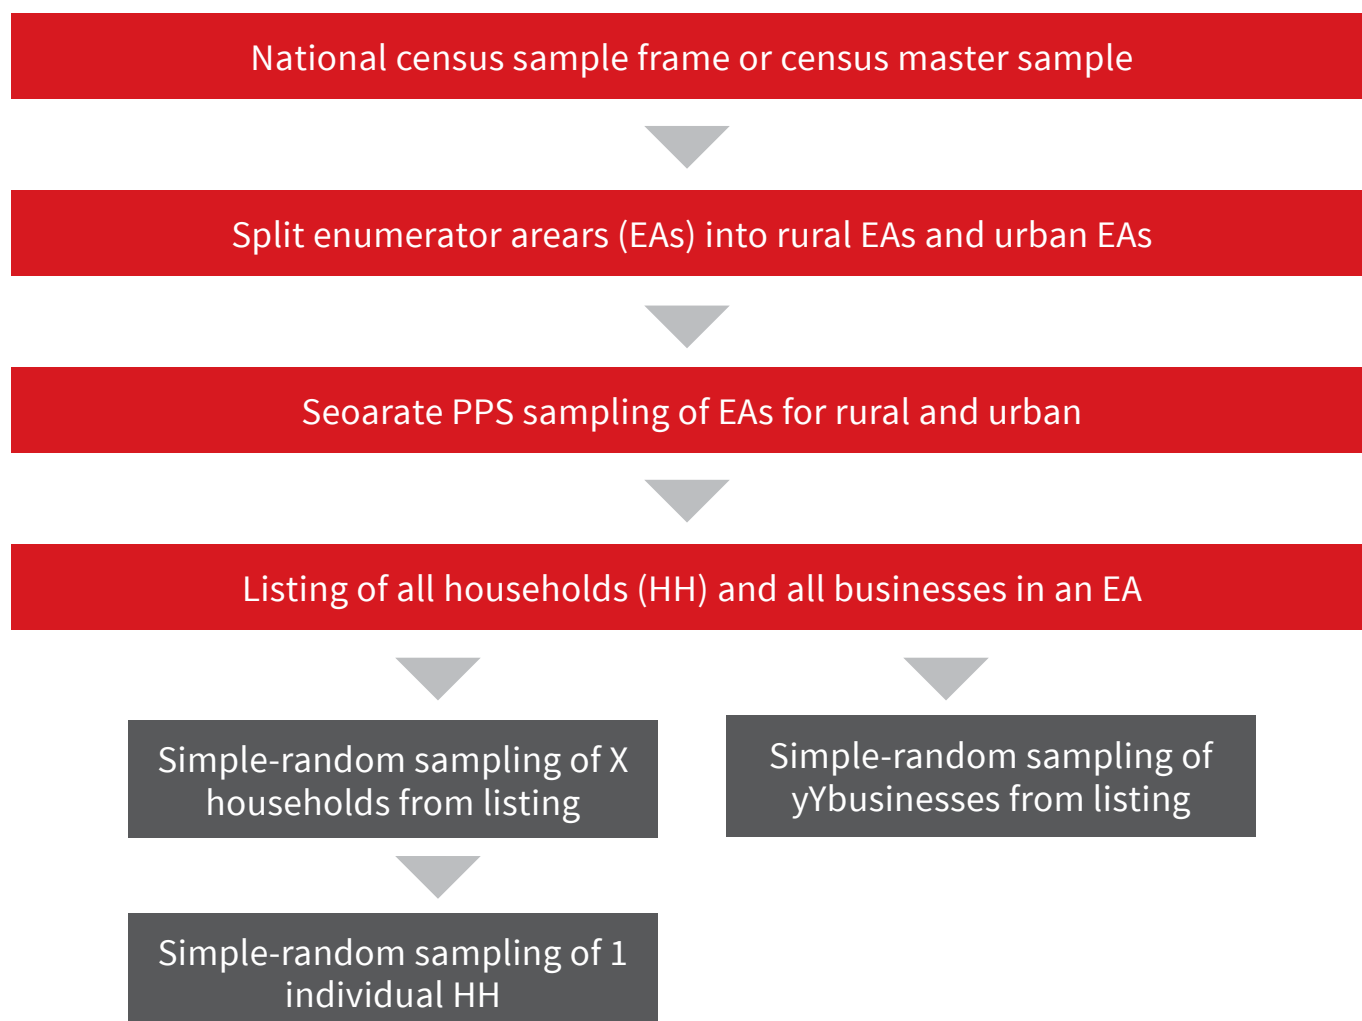 National census sample frame or census master sample
Split enumerator arears (EAs) into rural EAs and urban EAs
Seoarate PPS sampling of EAs for rural and urban
Listing of all households (HH) and all businesses in an EA
Simple-random sampling of X
households from listing
Simple-random sampling of
yYbusinesses from listing
Simple-random sampling of 1
individual HH